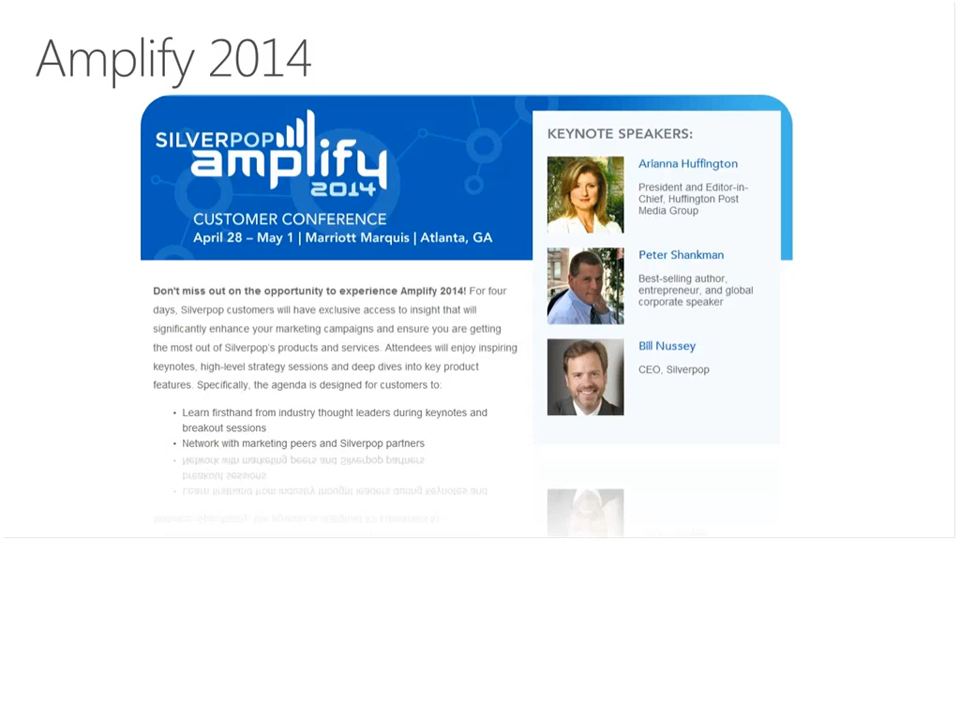 Amplify 2014
SILVERPOP
amplify
2014
CUSTOMER CONFERENCE
April 28 – May 1 | Marriott Marquis | Atlanta, GA
Don't miss out on the opportunity to experience Amplify 2014! For four
days, Silverpop customers will have exclusive access to insight that will
significantly enhance your marketing campaigns and ensure you are getting
the most out of Silverpop's products and services. Attendees will enjoy inspiring
keynotes, high-level strategy sessions and deep dives into key product
features. Specifically, the agenda is designed for customers to:
• Learn firsthand from industry thought leaders during keynotes and
breakout sessions
• Network with marketing peers and Silverpop partners
KEYNOTE SPEAKERS:
Arianna Huffington
President and Editor-in-
Chief, Huffington Post
Media Group
Peter Shankman
Best-selling author,
entrepreneur, and global
corporate speaker
Bill Nussey
CEO, Silverpop